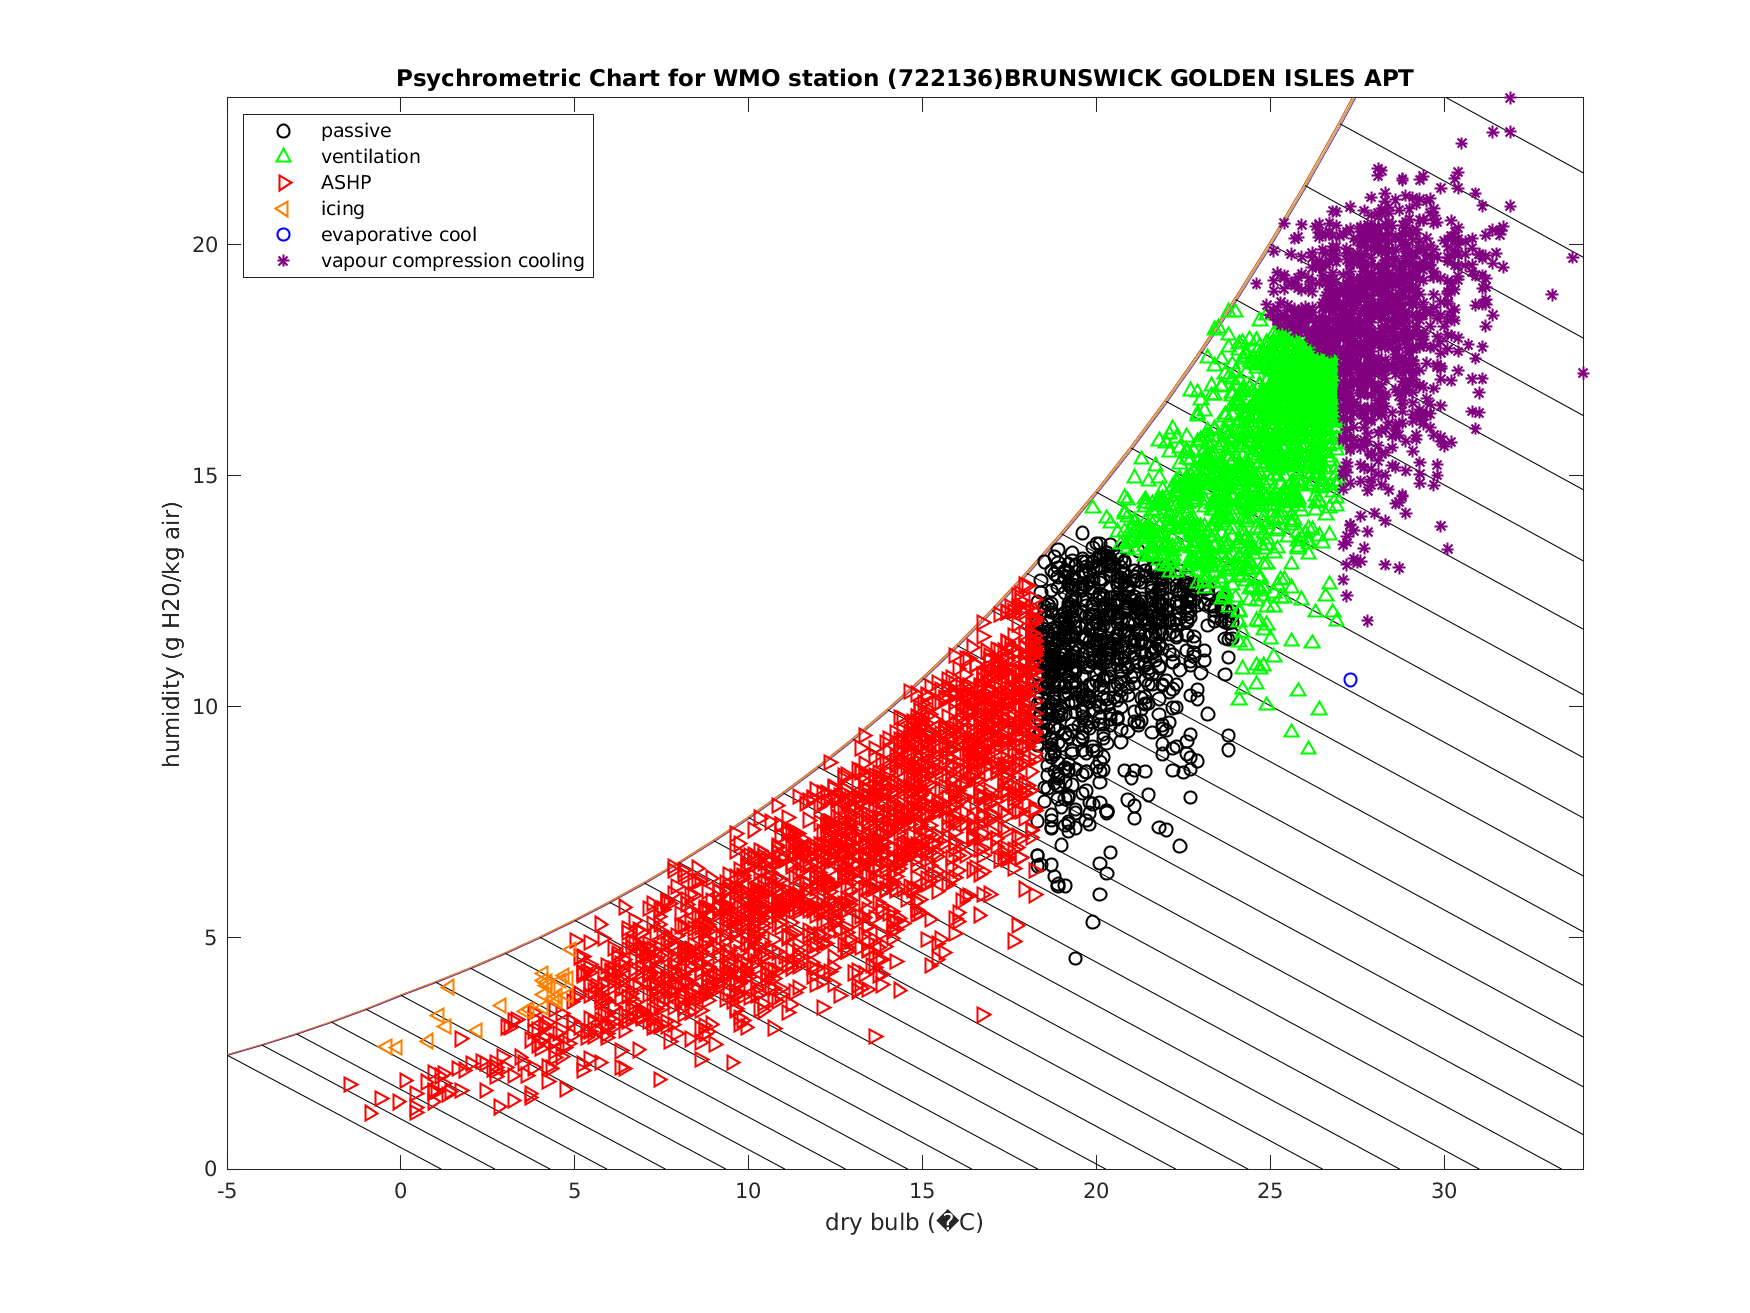 Psychrometric Chart for WMO station (722136)BRUNSWICK GOLDEN ISLES APT
passive
ventilation
ASHP
icing
evaporative cool
vapour compression cooling
humidity (g H20/kg air)
20
15
10
5
0
-5 0 5 10 15 20 25 30
dry bulb (�C)